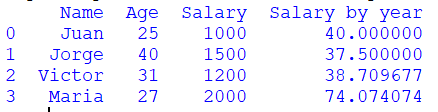 Name Age Salary Salary by year
0 Juan 25 1000 40.000000
1 Jorge 40 1500 37.500000
2 Victor 31 1200 38.709677
3 Maria 27 2000 74.074074